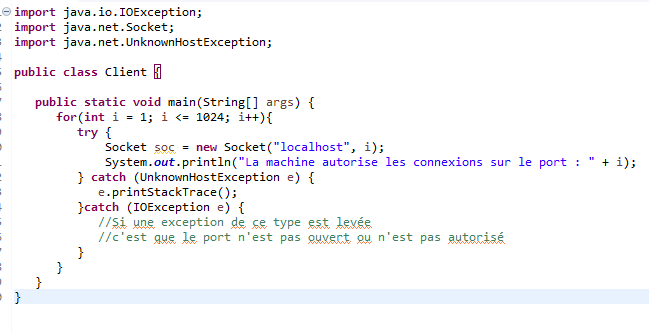 import java.io.IOException;
import java.net.Socket;
import java.net.UnknownHostException;
public class Client {
public static void main(String[] args) {
for(int i = 1; i <= 1024; i++){
try {
Socket soc = new Socket("localhost", i);
System.out.println("La machine autorise les connexions sur le port : " + i);
} catch (UnknownHostException e) {
e.printStackTrace();
}catch (IOException e) {
//Si une exception de ce type est levée
//c'est que le port n'est pas ouvert ou n'est pas autorisé
}
}
}
}